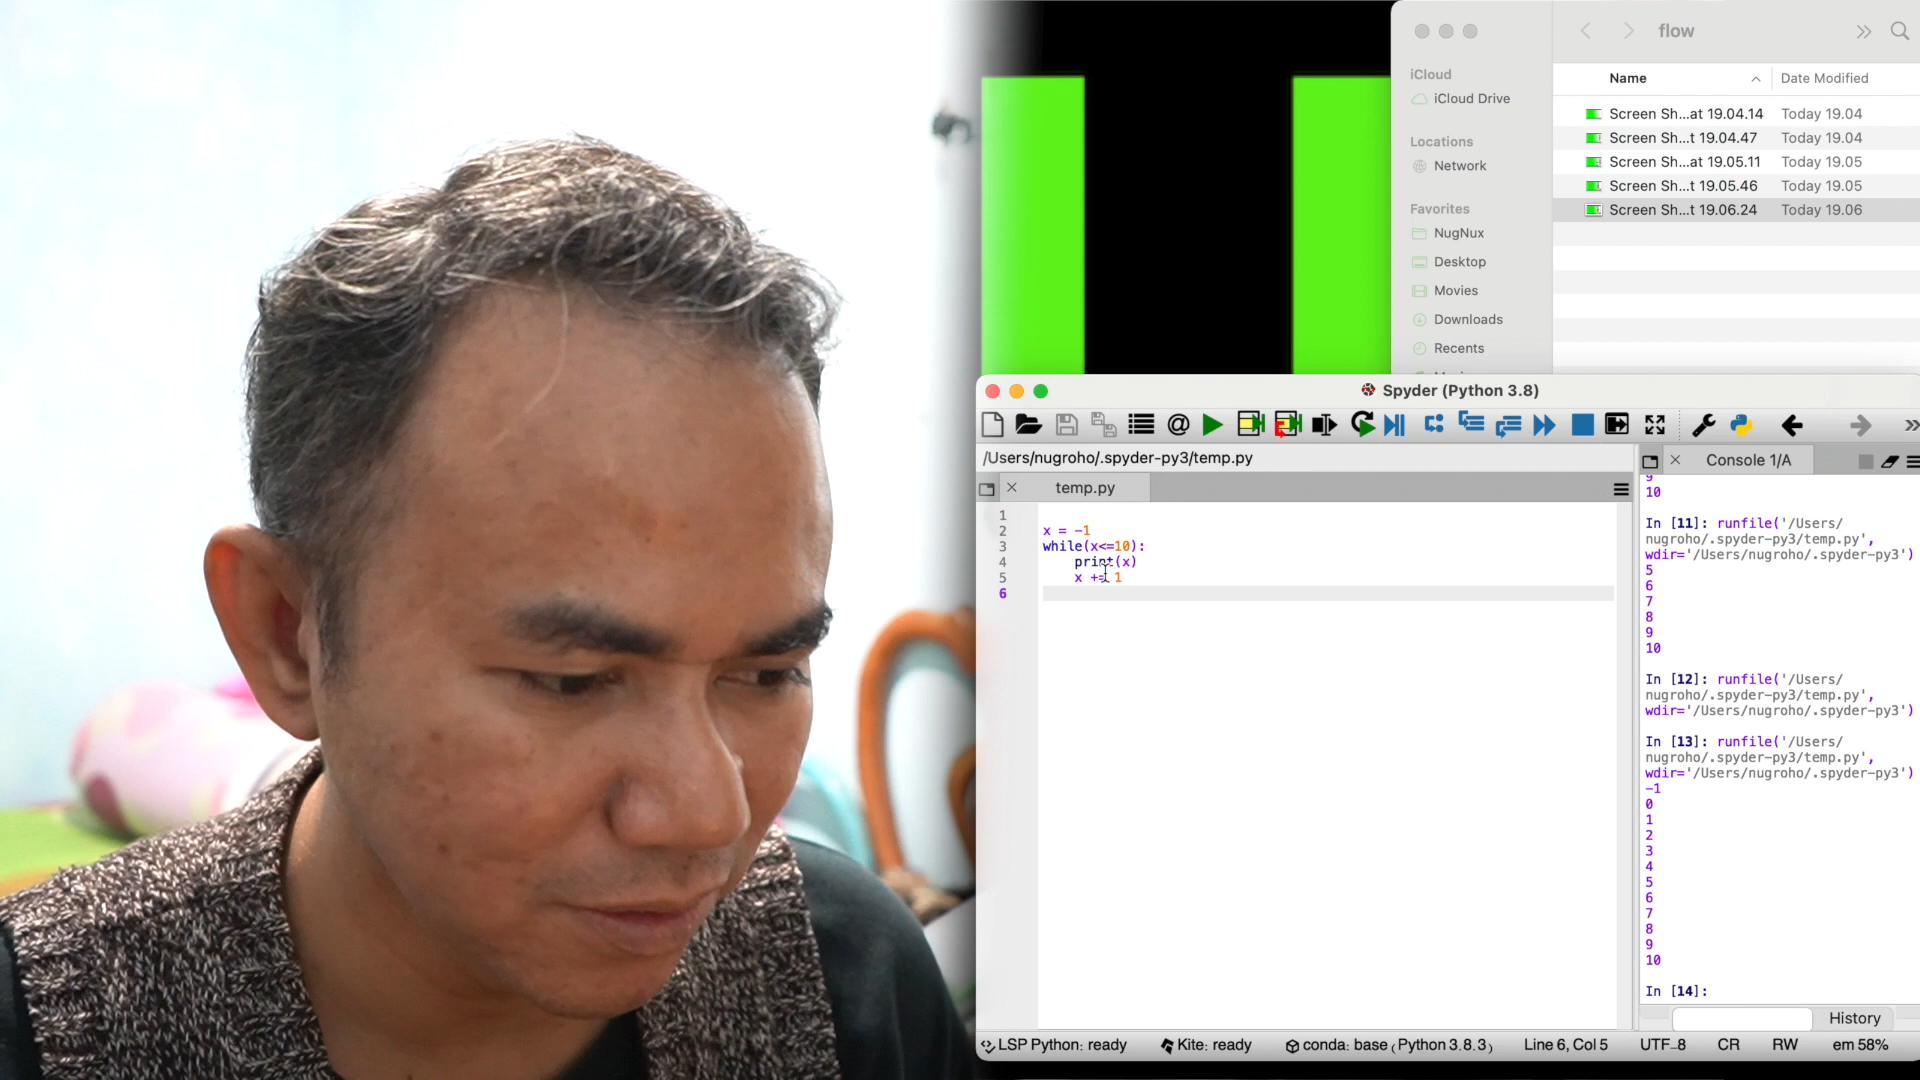 flow
iCloud
iCloud Drive
Locations
Network
Favorites
NugNux
Desktop
Movies
Downloads
Recents
Name
Date Modified
Screen Sh...at 19.04.14 Today 19.04
Screen Sh...t 19.04.47 Today 19.04
Screen Sh...at 19.05.11 Today 19.05
Screen Sh...t 19.05.46 Today 19.05
Screen Sh...t 19.06.24 Today 19.06
Spyder (Python 3.8)
/Users/nugroho/.spyder-py3/temp.py
temp.py
1
2 x = -1
3 while(x<=10):
4 print(x)
5 x += 1
6
Console 1/A
9
10
In [11]: runfile('/Users/
nugroho/.spyder-py3/temp.py',
wdir='/Users/nugroho/.spyder-py3')
5
6
7
8
9
10
In [12]: runfile('/Users/
nugroho/.spyder-py3/temp.py',
wdir='/Users/nugroho/.spyder-py3')
In [13]: runfile('/Users/
nugroho/.spyder-py3/temp.py',
wdir='/Users/nugroho/.spyder-py3')
-1
0
1
2
3
4
5
6
7
8
9
10
In [14]:
History
LSP Python: ready Kite: ready conda: base (Python 3.8.3) Line 6, Col 5 UTF-8 CR RW em 58%